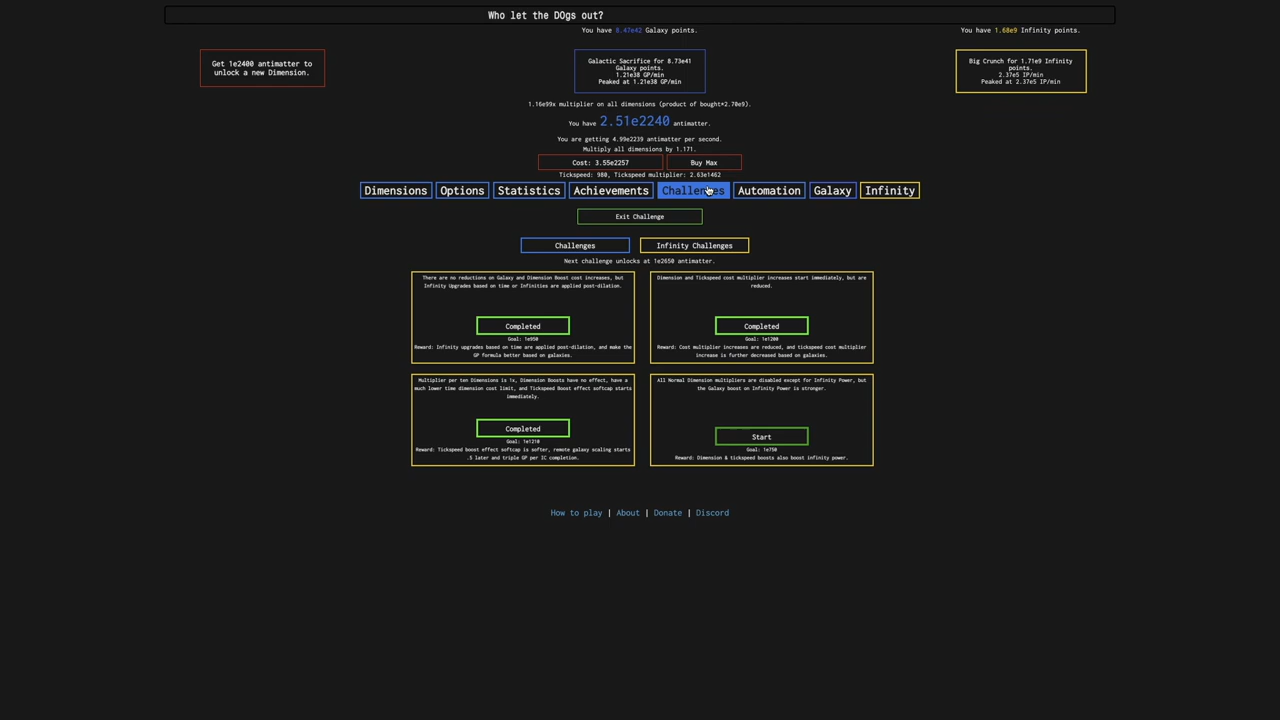 Who let the DOgs out?
You have 8.47e42 Galaxy points.
You have 1.68e9 Infinity points.
Get 1e2400 antimatter to
unlock a new Dimension.
Galactic Sacrifice for 8.73e41
Galaxy points.
1.21e38 GP/min
Peaked at 1.21e38 GP/min
Big Crunch for 1.71e9 Infinity
points.
2.37e5 IP/min
Peaked at 2.37e5 IP/min
1.16e99x multiplier on all dimensions (product of bought*2.70e9).
You have 2.51e2240 antimatter.
You are getting 4.99e2239 antimatter per second.
Multiply all dimensions by 1.171.
Cost: 3.55e2257
Buy Max
Tickspeed: 980, Tickspeed multiplier: 2.63e1462
Dimensions
Options
Statistics
Achievements
Challenges
Automation
Galaxy
Infinity
Exit Challenge
Challenges
Infinity Challenges
Next challenge unlocks at 1e2650 antimatter.
There are no reductions on Galaxy and Dimension Boost cost increases, but
Infinity Upgrades based on time or Infinities are applied post-dilation.
Completed
Goal: 1e950
Reward: Infinity upgrades based on time are applied post-dilation, and make the
GP formula better based on galaxies.
Dimension and Tickspeed cost multiplier increases start immediately, but are
reduced.
Completed
Goal: 1e1200
Reward: Cost multiplier increases are reduced, and tickspeed cost multiplier
increase is further decreased based on galaxies.
Multiplier per ten Dimensions is 1x, Dimension Boosts have no effect, have a
much lower time dimension cost limit, and Tickspeed Boost effect softcap starts
immediately.
Completed
Goal: 1e1210
Reward: Tickspeed boost effect softcap is softer, remote galaxy scaling starts
.5 later and triple GP per IC completion.
All Normal Dimension multipliers are disabled except for Infinity Power, but
the Galaxy boost on Infinity Power is stronger.
Start
Goal: 1e750
Reward: Dimension & tickspeed boosts also boost infinity power.
How to play | About | Donate | Discord